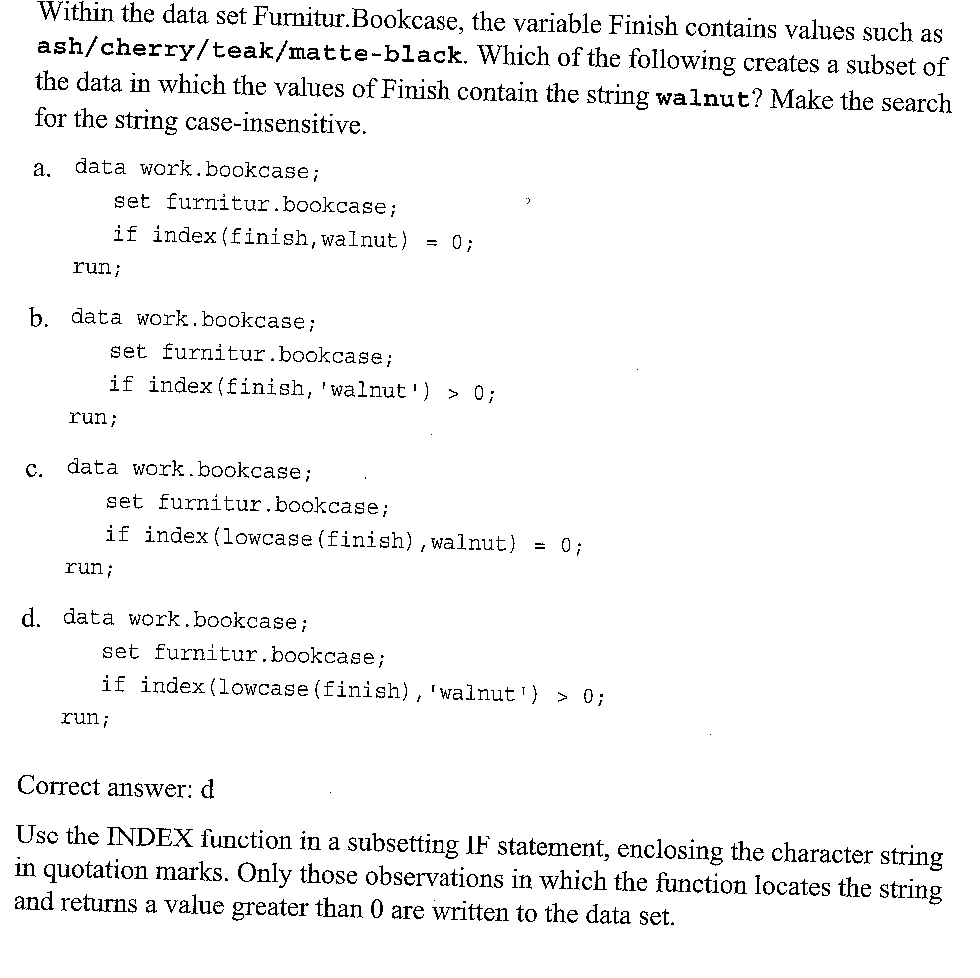 Within the data set Furnitur.Bookcase, the variable Finish contains values such as
ash/cherry/teak/matte-black. Which of the following creates a subset of
the data in which the values of Finish contain the string walnut? Make the search
for the string case-insensitive.
a. data work.bookcase;
set furnitur.bookcase;
if index(finish,walnut) = 0;
run;
b. data work.bookcase;
set furnitur.bookcase;
if index(finish,'walnut') > 0;
run;
c. data work.bookcase;
set furnitur.bookcase;
if index(lowcase(finish),walnut) = 0;
run;
d. data work.bookcase;
set furnitur.bookcase;
if index(lowcase(finish),'walnut') > 0;
run;
Correct answer: d
Use the INDEX function in a subsetting IF statement, enclosing the character string
in quotation marks. Only those observations in which the function locates the string
and returns a value greater than 0 are written to the data set.